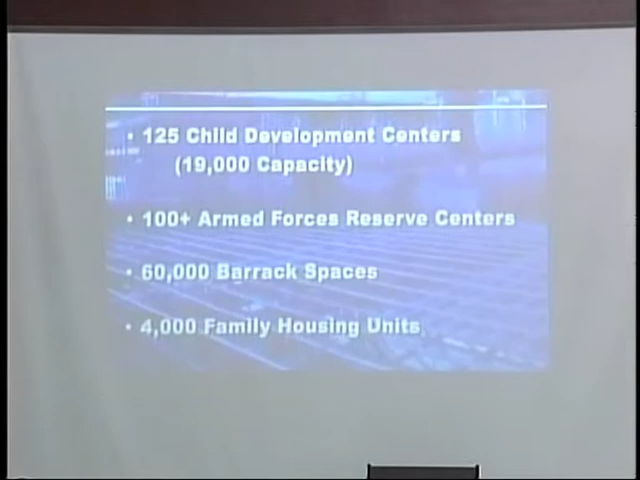 • 125 Child Development Centers
(19,000 Capacity)
• 100+ Armed Forces Reserve Centers
• 60,000 Barrack Spaces
• 4,000 Family Housing Units